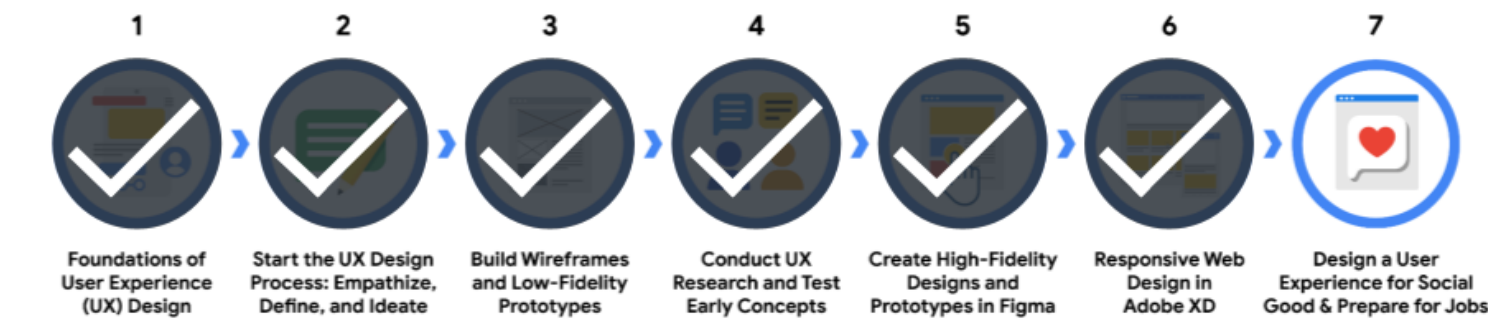 1
2
3
4
5
6
7
Foundations of
User Experience
(UX) Design
Start the UX Design
Process: Empathize,
Define, and Ideate
Build Wireframes
and Low-Fidelity
Prototypes
Conduct UX
Research and Test
Early Concepts
Create High-Fidelity
Designs and
Prototypes in Figma
Responsive Web
Design in
Adobe XD
Design a User
Experience for Social
Good & Prepare for Jobs